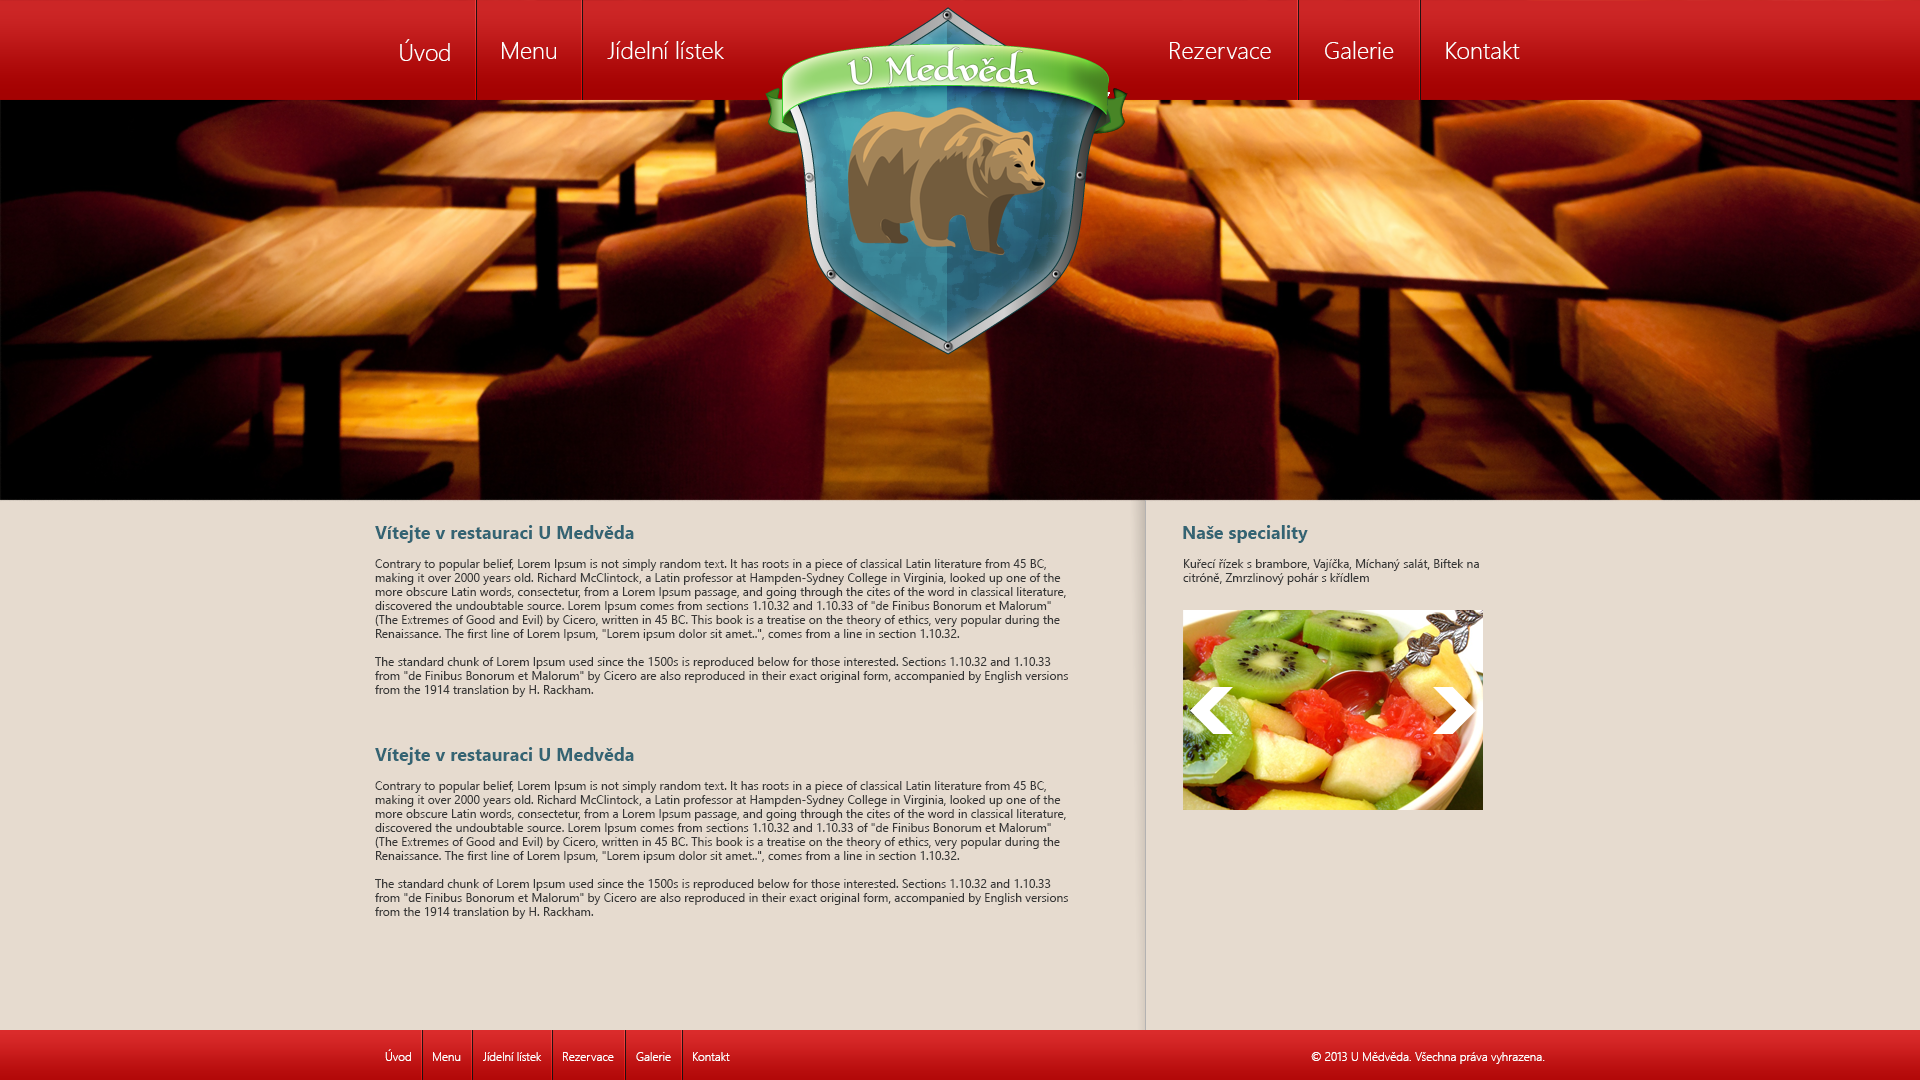 Úvod
Menu
Jídelní lístek
U Medvěda
Rezervace
Galerie
Kontakt
Vítejte v restauraci U Medvěda
Contrary to popular belief, Lorem Ipsum is not simply random text. It has roots in a piece of classical Latin literature from 45 BC,
making it over 2000 years old. Richard McClintock, a Latin professor at Hampden-Sydney College in Virginia, looked up one of the
more obscure Latin words, consectetur, from a Lorem Ipsum passage, and going through the cites of the word in classical literature,
discovered the undoubtable source. Lorem Ipsum comes from sections 1.10.32 and 1.10.33 of "de Finibus Bonorum et Malorum"
(The Extremes of Good and Evil) by Cicero, written in 45 BC. This book is a treatise on the theory of ethics, very popular during the
Renaissance. The first line of Lorem Ipsum, "Lorem ipsum dolor sit amet..", comes from a line in section 1.10.32.
The standard chunk of Lorem Ipsum used since the 1500s is reproduced below for those interested. Sections 1.10.32 and 1.10.33
from "de Finibus Bonorum et Malorum" by Cicero are also reproduced in their exact original form, accompanied by English versions
from the 1914 translation by H. Rackham.
Vítejte v restauraci U Medvěda
Contrary to popular belief, Lorem Ipsum is not simply random text. It has roots in a piece of classical Latin literature from 45 BC,
making it over 2000 years old. Richard McClintock, a Latin professor at Hampden-Sydney College in Virginia, looked up one of the
more obscure Latin words, consectetur, from a Lorem Ipsum passage, and going through the cites of the word in classical literature,
discovered the undoubtable source. Lorem Ipsum comes from sections 1.10.32 and 1.10.33 of "de Finibus Bonorum et Malorum"
(The Extremes of Good and Evil) by Cicero, written in 45 BC. This book is a treatise on the theory of ethics, very popular during the
Renaissance. The first line of Lorem Ipsum, "Lorem ipsum dolor sit amet..", comes from a line in section 1.10.32.
The standard chunk of Lorem Ipsum used since the 1500s is reproduced below for those interested. Sections 1.10.32 and 1.10.33
from "de Finibus Bonorum et Malorum" by Cicero are also reproduced in their exact original form, accompanied by English versions
from the 1914 translation by H. Rackham.
Naše speciality
Kuřecí řízek s brambore, Vajíčka, Míchaný salát, Biftek na
citróně, Zmrzlinový pohár s křídlem
Úvod
Menu
Jídelní lístek
Rezervace
Galerie
Kontakt
© 2013 U Mědvěda. Všechna práva vyhrazena.